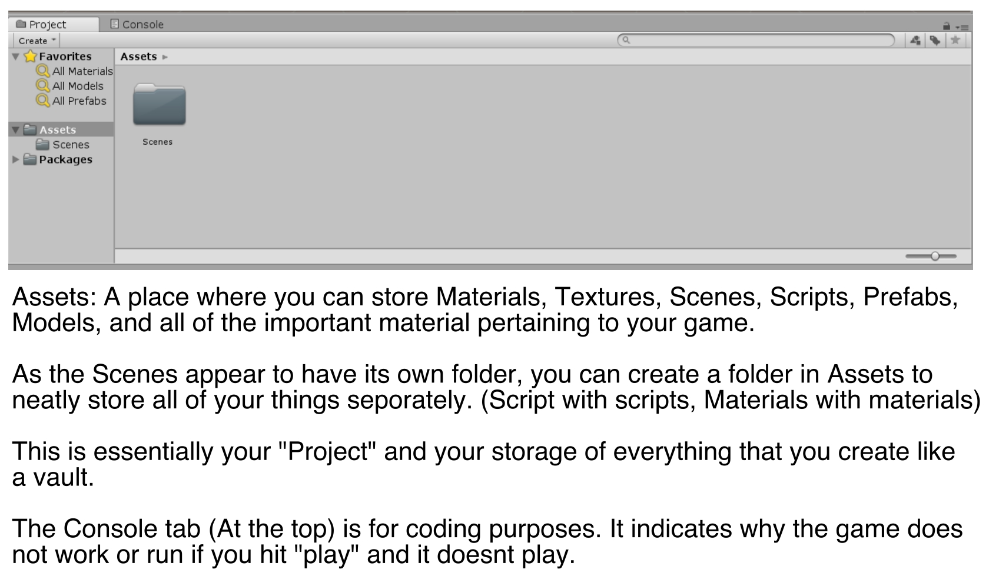 Project
Console
Create
Favorites
Assets
All Materials
All Models
All Prefabs
Assets
Scenes
Packages
Scenes
Assets: A place where you can store Materials, Textures, Scenes, Scripts, Prefabs,
Models, and all of the important material pertaining to your game.
As the Scenes appear to have its own folder, you can create a folder in Assets to
neatly store all of your things seporately. (Script with scripts, Materials with materials)
This is essentially your "Project" and your storage of everything that you create like
a vault.
The Console tab (At the top) is for coding purposes. It indicates why the game does
not work or run if you hit "play" and it doesnt play.